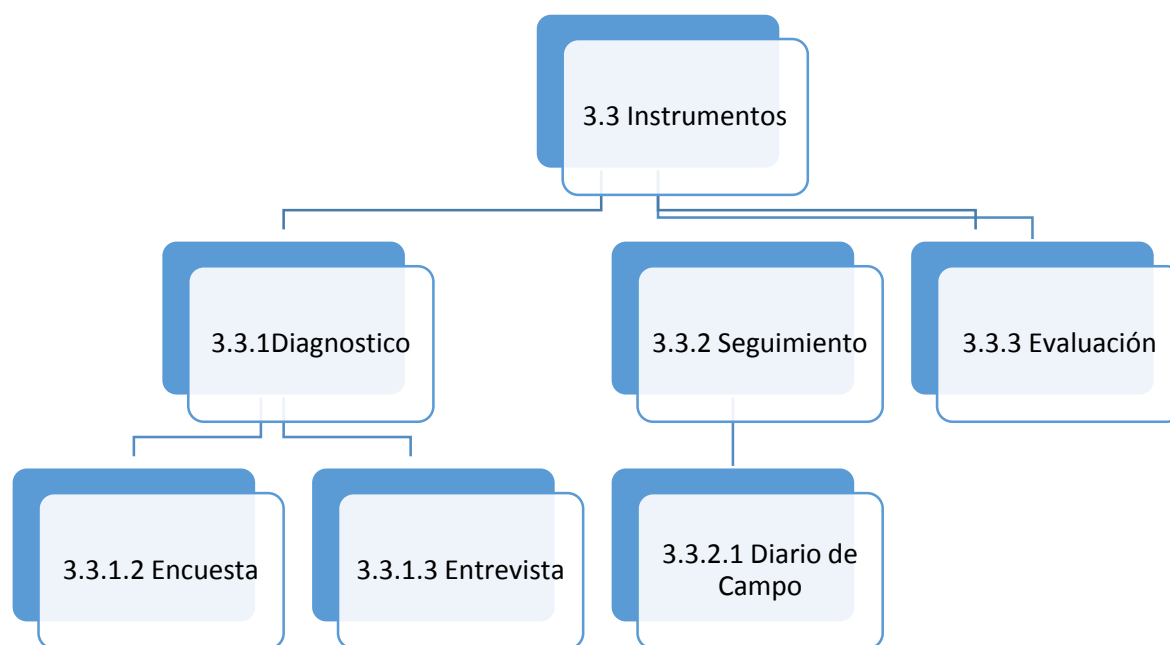 3.3 Instrumentos
3.3.1Diagnostico
3.3.2 Seguimiento
3.3.3 Evaluación
3.3.1.2 Encuesta
3.3.1.3 Entrevista
3.3.2.1 Diario de
Campo